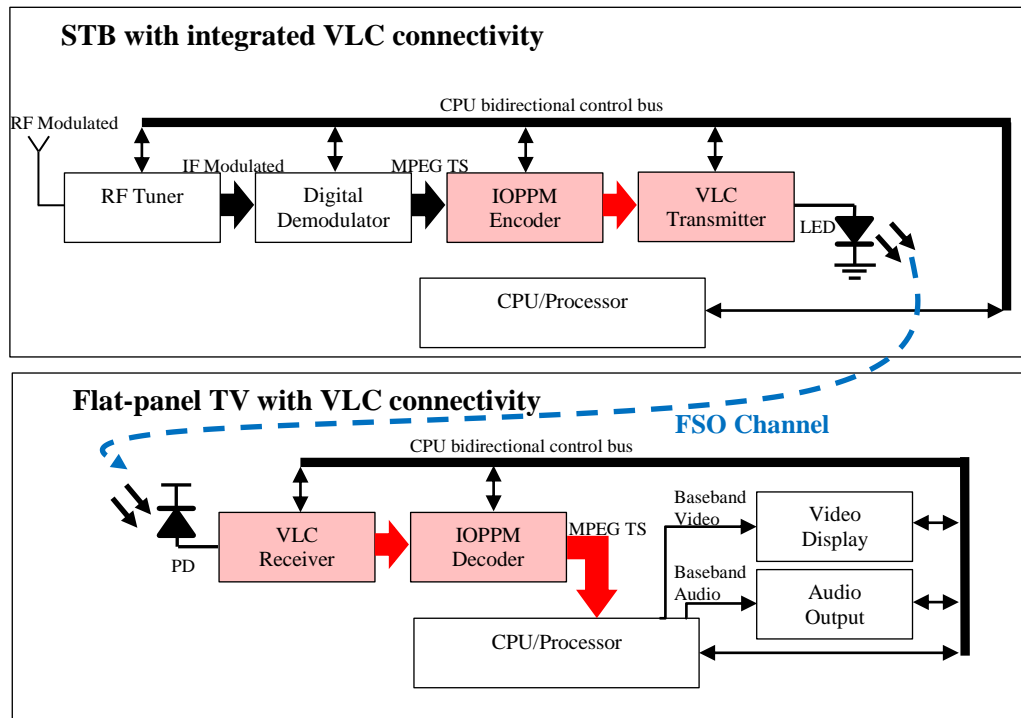 STB with integrated VLC connectivity
CPU bidirectional control bus
RF Modulated
IF Modulated
MPEG TS
RF Tuner
Digital
Demodulator
IOPPM
Encoder
VLC
Transmitter
LED
CPU/Processor
Flat-panel TV with VLC connectivity
FSO Channel
CPU bidirectional control bus
PD
VLC
Receiver
IOPPM
Decoder
MPEG TS
Baseband
Video
Video
Display
Baseband
Audio
Audio
Output
CPU/Processor